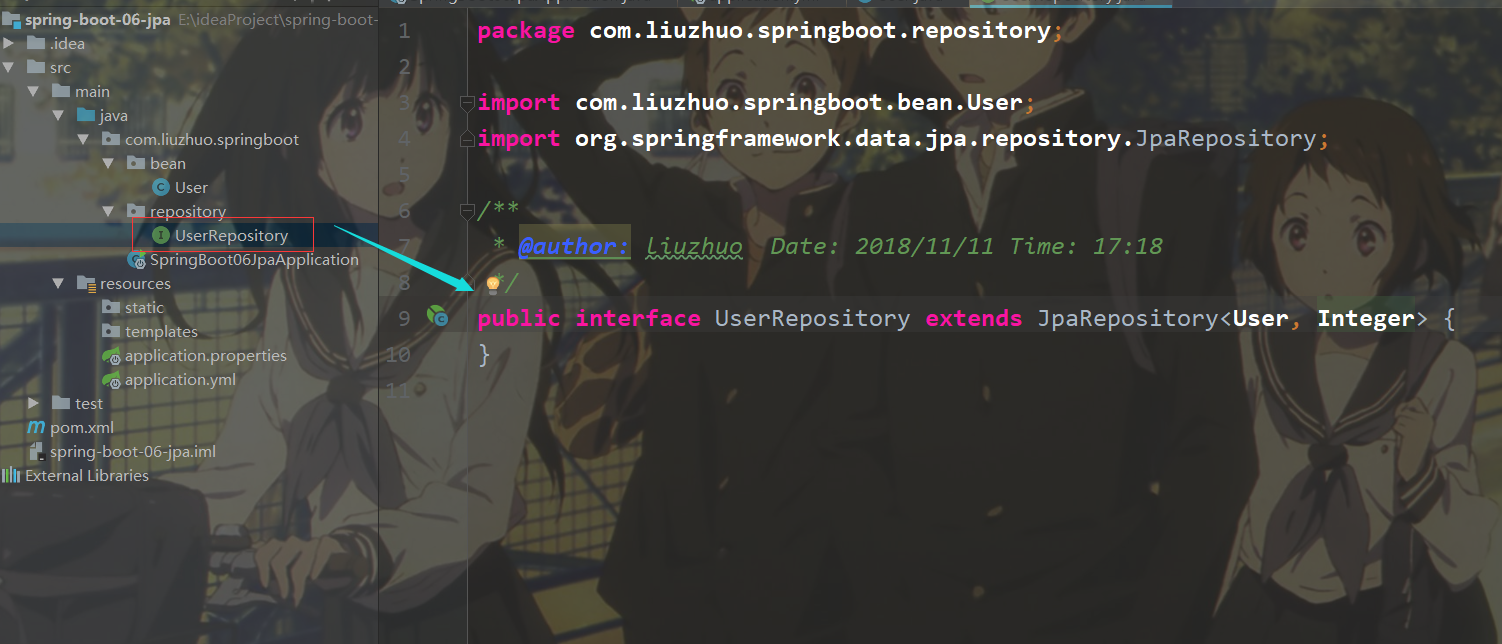 spring-boot-06-jpa E:\ideaProject\spring-boot-
.idea
src
main
java
com.liuzhuo.springboot
bean
User
repository
UserRepository
SpringBoot06JpaApplication
resources
static
templates
application.properties
application.yml
test
pom.xml
spring-boot-06-jpa.iml
External Libraries
1 package com.liuzhuo.springboot.repository;
2
3 import com.liuzhuo.springboot.bean.User;
4 import org.springframework.data.jpa.repository.JpaRepository;
5
6 /**
7 * @author: liuzhuo Date: 2018/11/11 Time: 17:18
8 */
9 public interface UserRepository extends JpaRepository<User, Integer> {
10 }
11